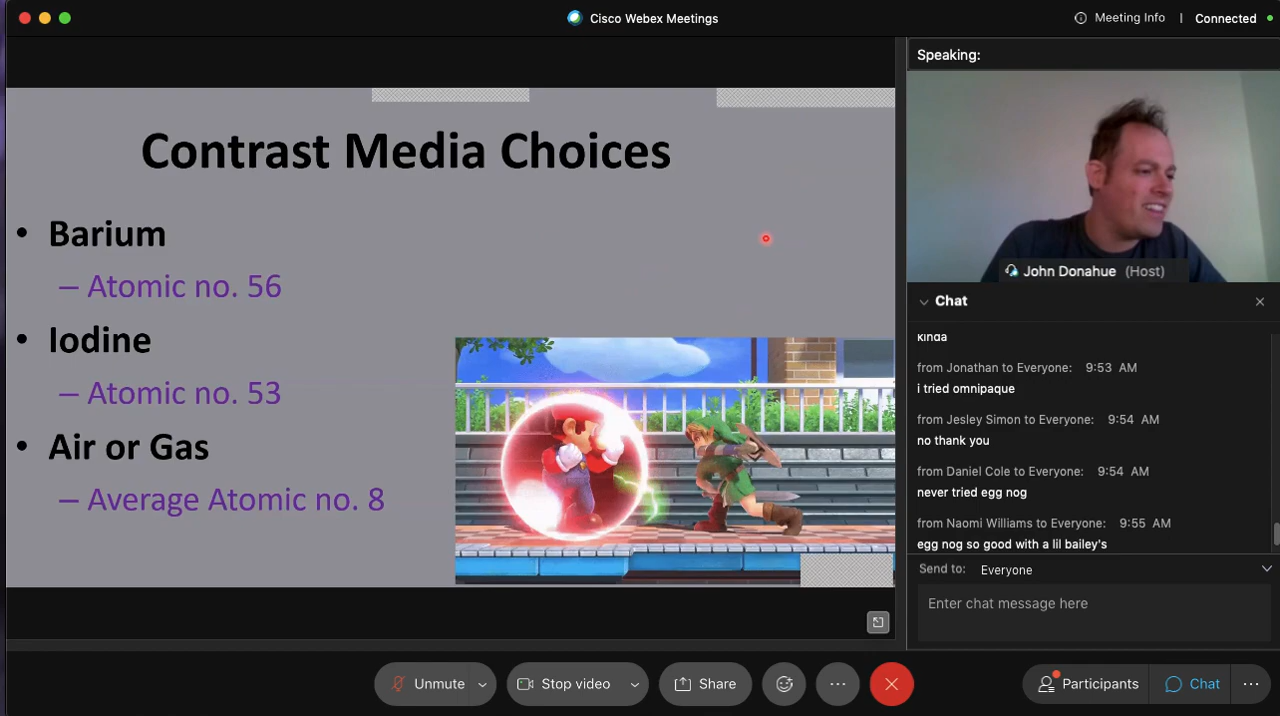 Cisco Webex Meetings
Meeting Info
Connected
Speaking:
Contrast Media Choices
• Barium
– Atomic no. 56
• Iodine
– Atomic no. 53
• Air or Gas
– Average Atomic no. 8
John Donahue (Host)
Chat
kinda
from Jonathan to Everyone: 9:53 AM
i tried omnipaque
from Jesley Simon to Everyone: 9:54 AM
no thank you
from Daniel Cole to Everyone: 9:54 AM
never tried egg nog
from Naomi Williams to Everyone: 9:55 AM
egg nog so good with a lil bailey's
Send to: Everyone
Enter chat message here
Unmute
Stop video
Share
Participants
Chat